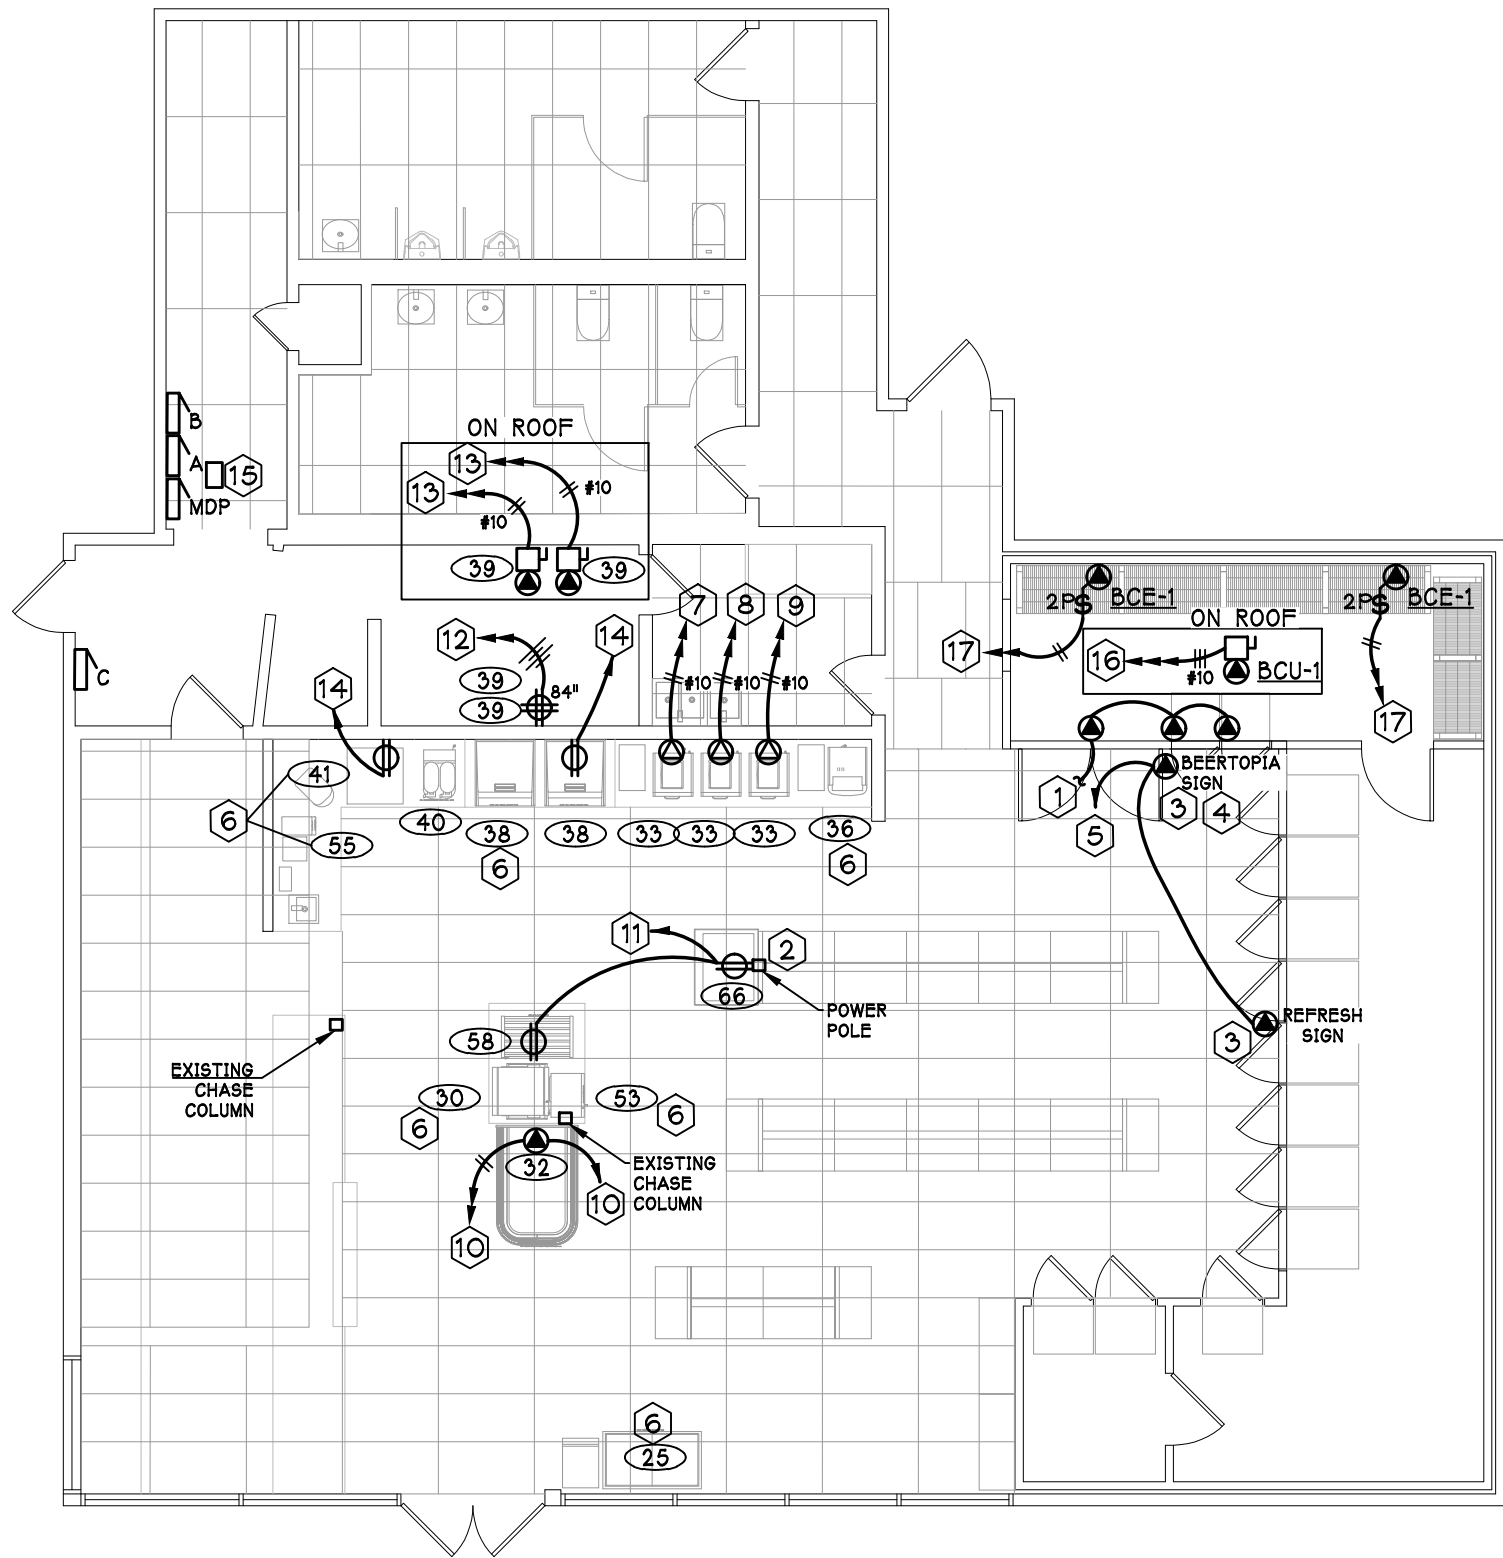 B
A
15
MDP
ON ROOF
13
13
#10
#10
39
39
7
8
9
12
14
39
39
84"
#10
#10
#10
C
14
2P$
BCE-1
2P$
BCE-1
ON ROOF
17
16
#10
BCU-1
17
41
6
55
40
38
38
33
33
33
36
6
6
1
BEERTOPIA
SIGN
3
4
5
11
2
66
POWER
POLE
58
REFRESH
SIGN
3
EXISTING
CHASE
COLUMN
30
53
6
6
32
EXISTING
CHASE
COLUMN
10
10
6
25